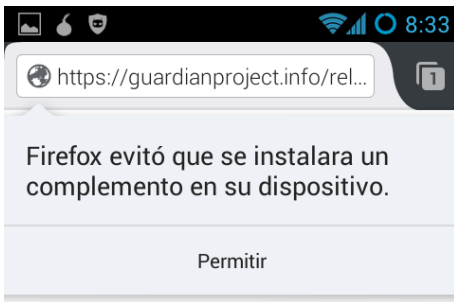 8:33
https://guardianproject.info/rel...
1
Firefox evitó que se instalara un
complemento en su dispositivo.
Permitir